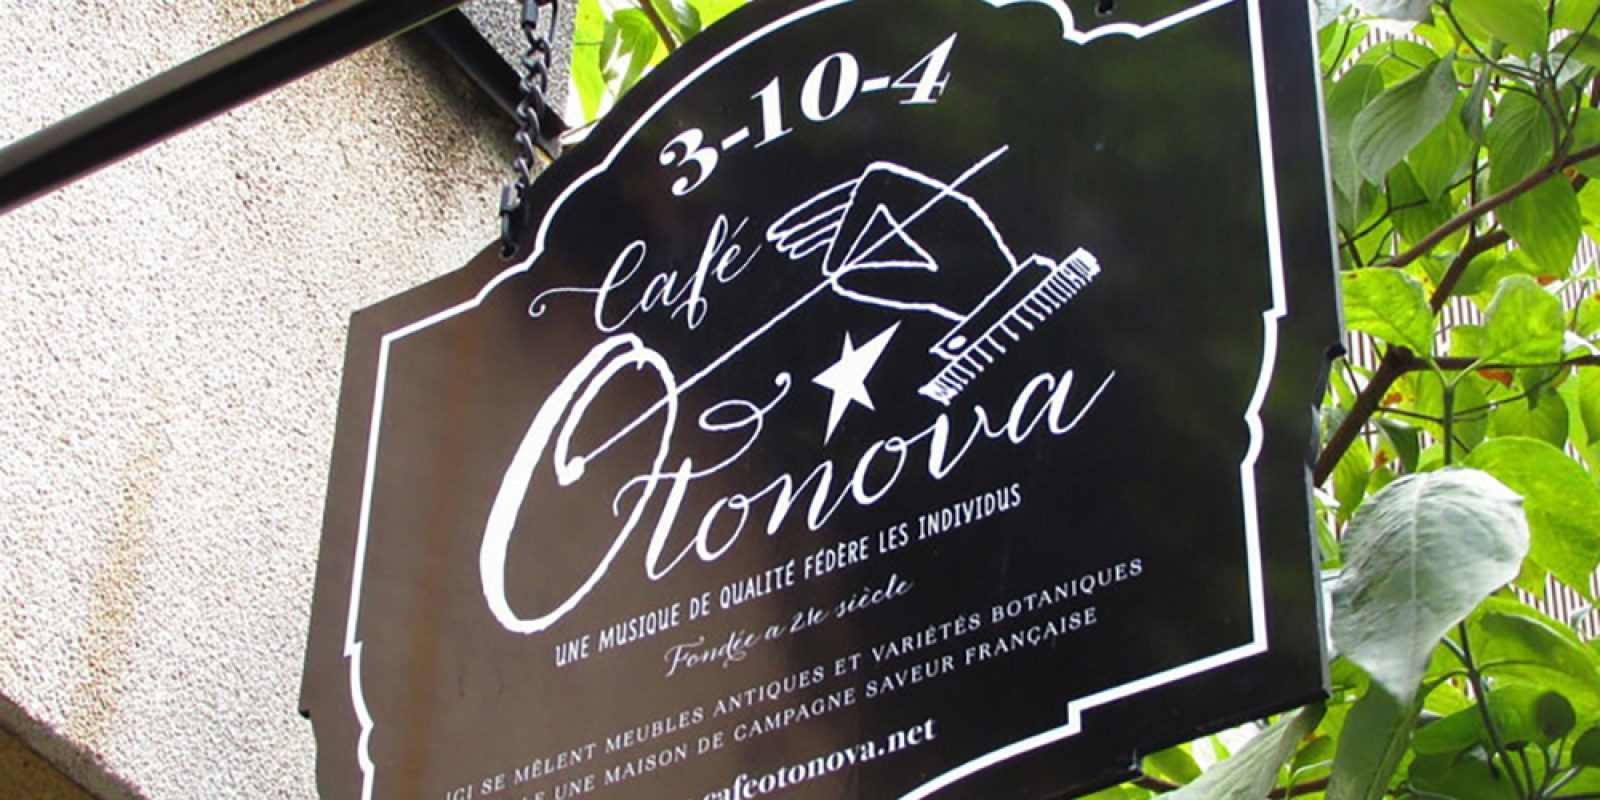 3-10-4
Café
Otonova
UNE MUSIQUE DE QUALITÉ FÉDÈRE LES INDIVIDUS
Fondée a 21e siècle
ICI SE MÊLENT MEUBLES ANTIQUES ET VARIÉTÉS BOTANIQUES
UNE MAISON DE CAMPAGNE SAVEUR FRANÇAISE
cafeotonova.net